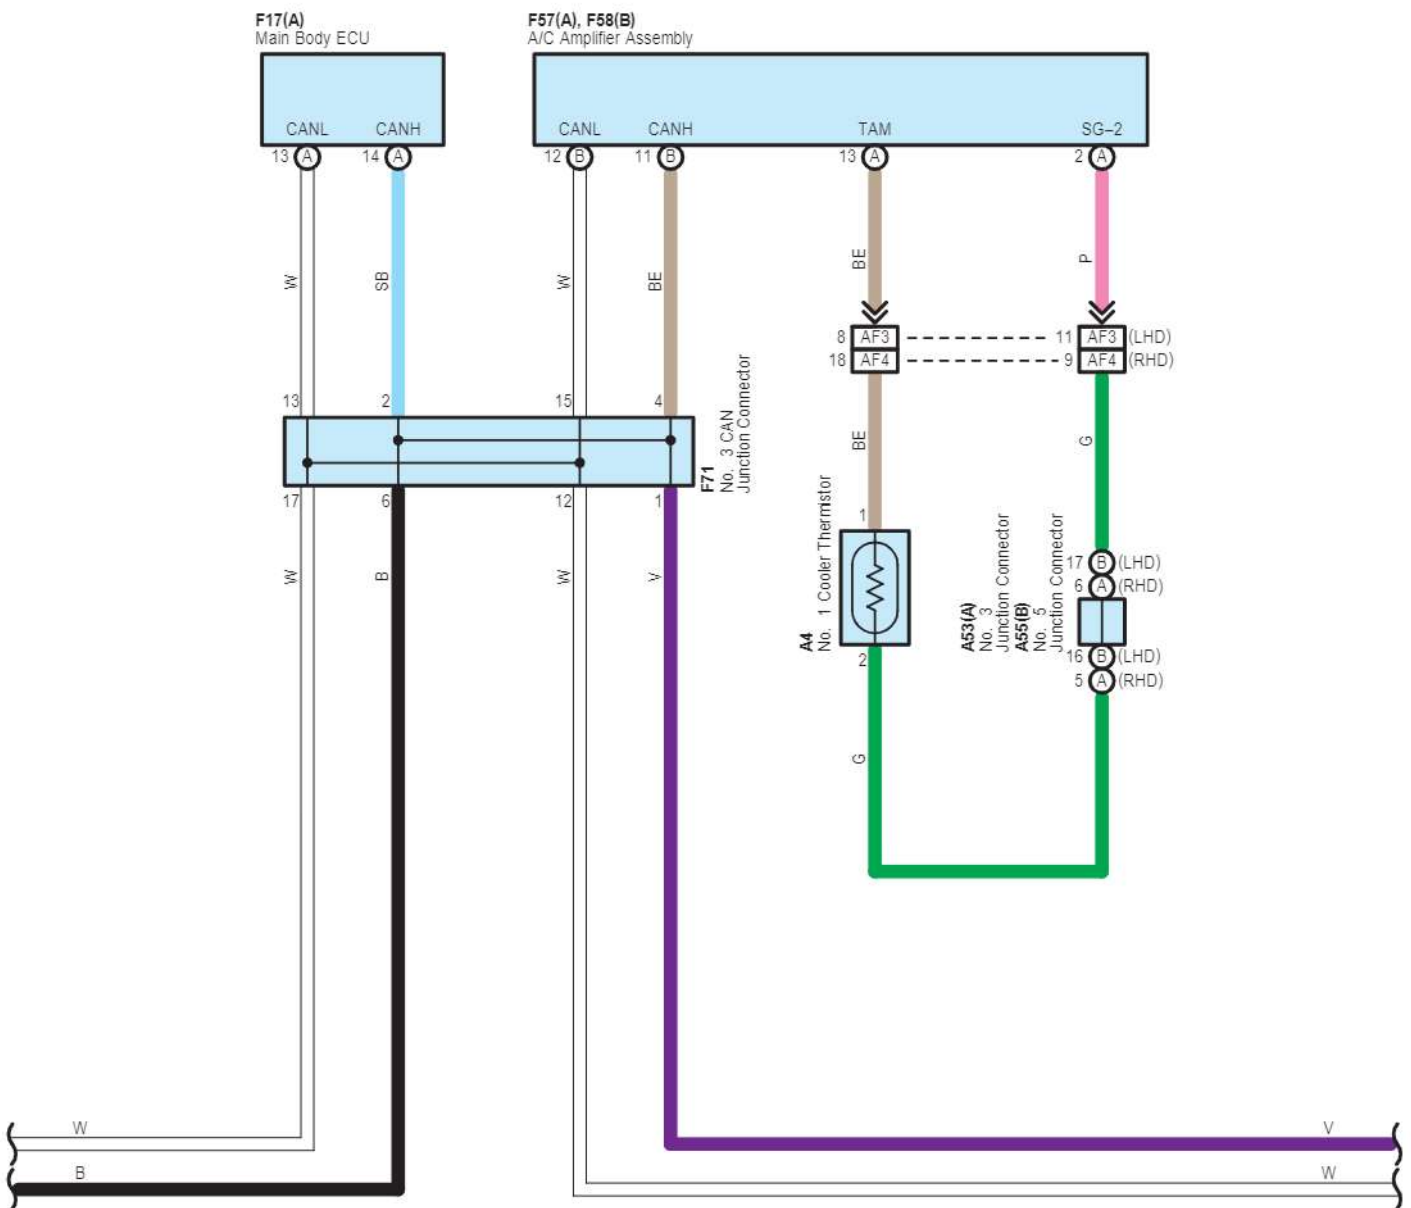 F17(A)
Main Body ECU
F57(A), F58(B)
A/C Amplifier Assembly
CANL CANH
CANL CANH TAM SG-2
13 A 14 A
12 B 11 B 13 A 2 A
W SB W BE BE P
8 AF3 11 AF3 (LHD)
18 AF4 9 AF4 (RHD)
13 2 15 4
BE G
F71
No. 3 CAN
Junction Connector
17 6 12 1
W B W V
1
A4
No. 1 Cooler Thermistor
2
A53(A)
No. 3
Junction Connector
A55(B)
No. 5
Junction Connector
17 B (LHD)
6 A (RHD)
16 B (LHD)
5 A (RHD)
G
W V
B W